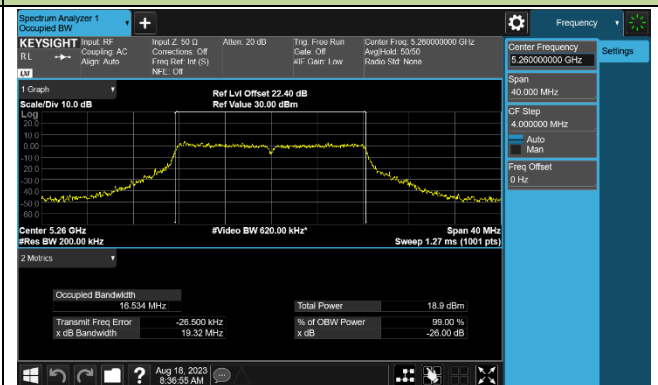 Spectrum Analyzer 1
Occupied BW
+
Frequency
KEYSIGHT
RL
LXI
Input: RF
Coupling: AC
Align: Auto
Input Z: 50 Ω
Corrections: Off
Freq Ref: Int (S)
NFE: Off
Atten: 20 dB
Trig: Free Run
Gate: Off
#IF Gain: Low
Center Freq: 5.260000000 GHz
Avg|Hold: 50/50
Radio Std: None
Center Frequency
5.260000000 GHz
Settings
Span
40.000 MHz
CF Step
4.000000 MHz
Auto
Man
Freq Offset
0 Hz
1 Graph
Scale/Div 10.0 dB
Ref Lvl Offset 22.40 dB
Ref Value 30.00 dBm
Log
20.0
10.0
0.00
-10.0
-20.0
-30.0
-40.0
-50.0
-60.0
Center 5.26 GHz
#Res BW 200.00 kHz
#Video BW 620.00 kHz*
Span 40 MHz
Sweep 1.27 ms (1001 pts)
2 Metrics
Occupied Bandwidth
16.534 MHz
Total Power 18.9 dBm
Transmit Freq Error -26.500 kHz
x dB Bandwidth 19.32 MHz
% of OBW Power 99.00 %
x dB -26.00 dB
?
Aug 18, 2023
8:36:55 AM